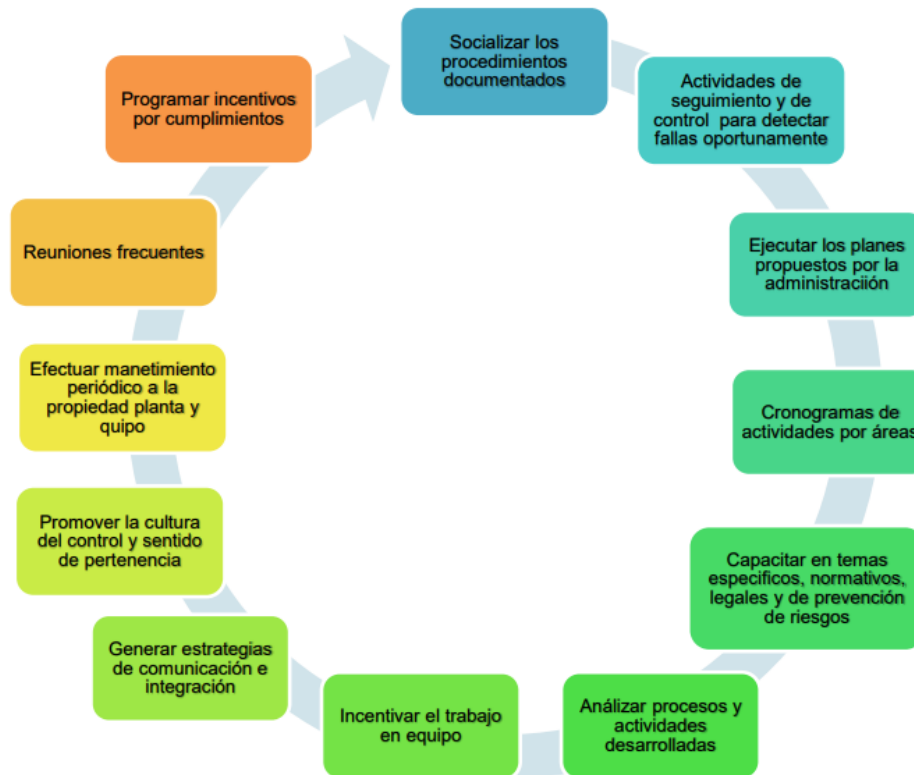 Socializar los
procedimientos
documentados
Actividades de
seguimiento y de
control para detectar
fallas oportunamente
Ejecutar los planes
propuestos por la
administraciión
Cronogramas de
actividades por áreas
Capacitar en temas
especificos, normativos,
legales y de prevención
de riesgos
Análizar procesos y
actividades
desarrolladas
Incentivar el trabajo
en equipo
Generar estrategias
de comunicación e
integración
Promover la cultura
del control y sentido
de pertenencia
Efectuar manetimiento
periódico a la
propiedad planta y
quipo
Reuniones frecuentes
Programar incentivos
por cumplimientos